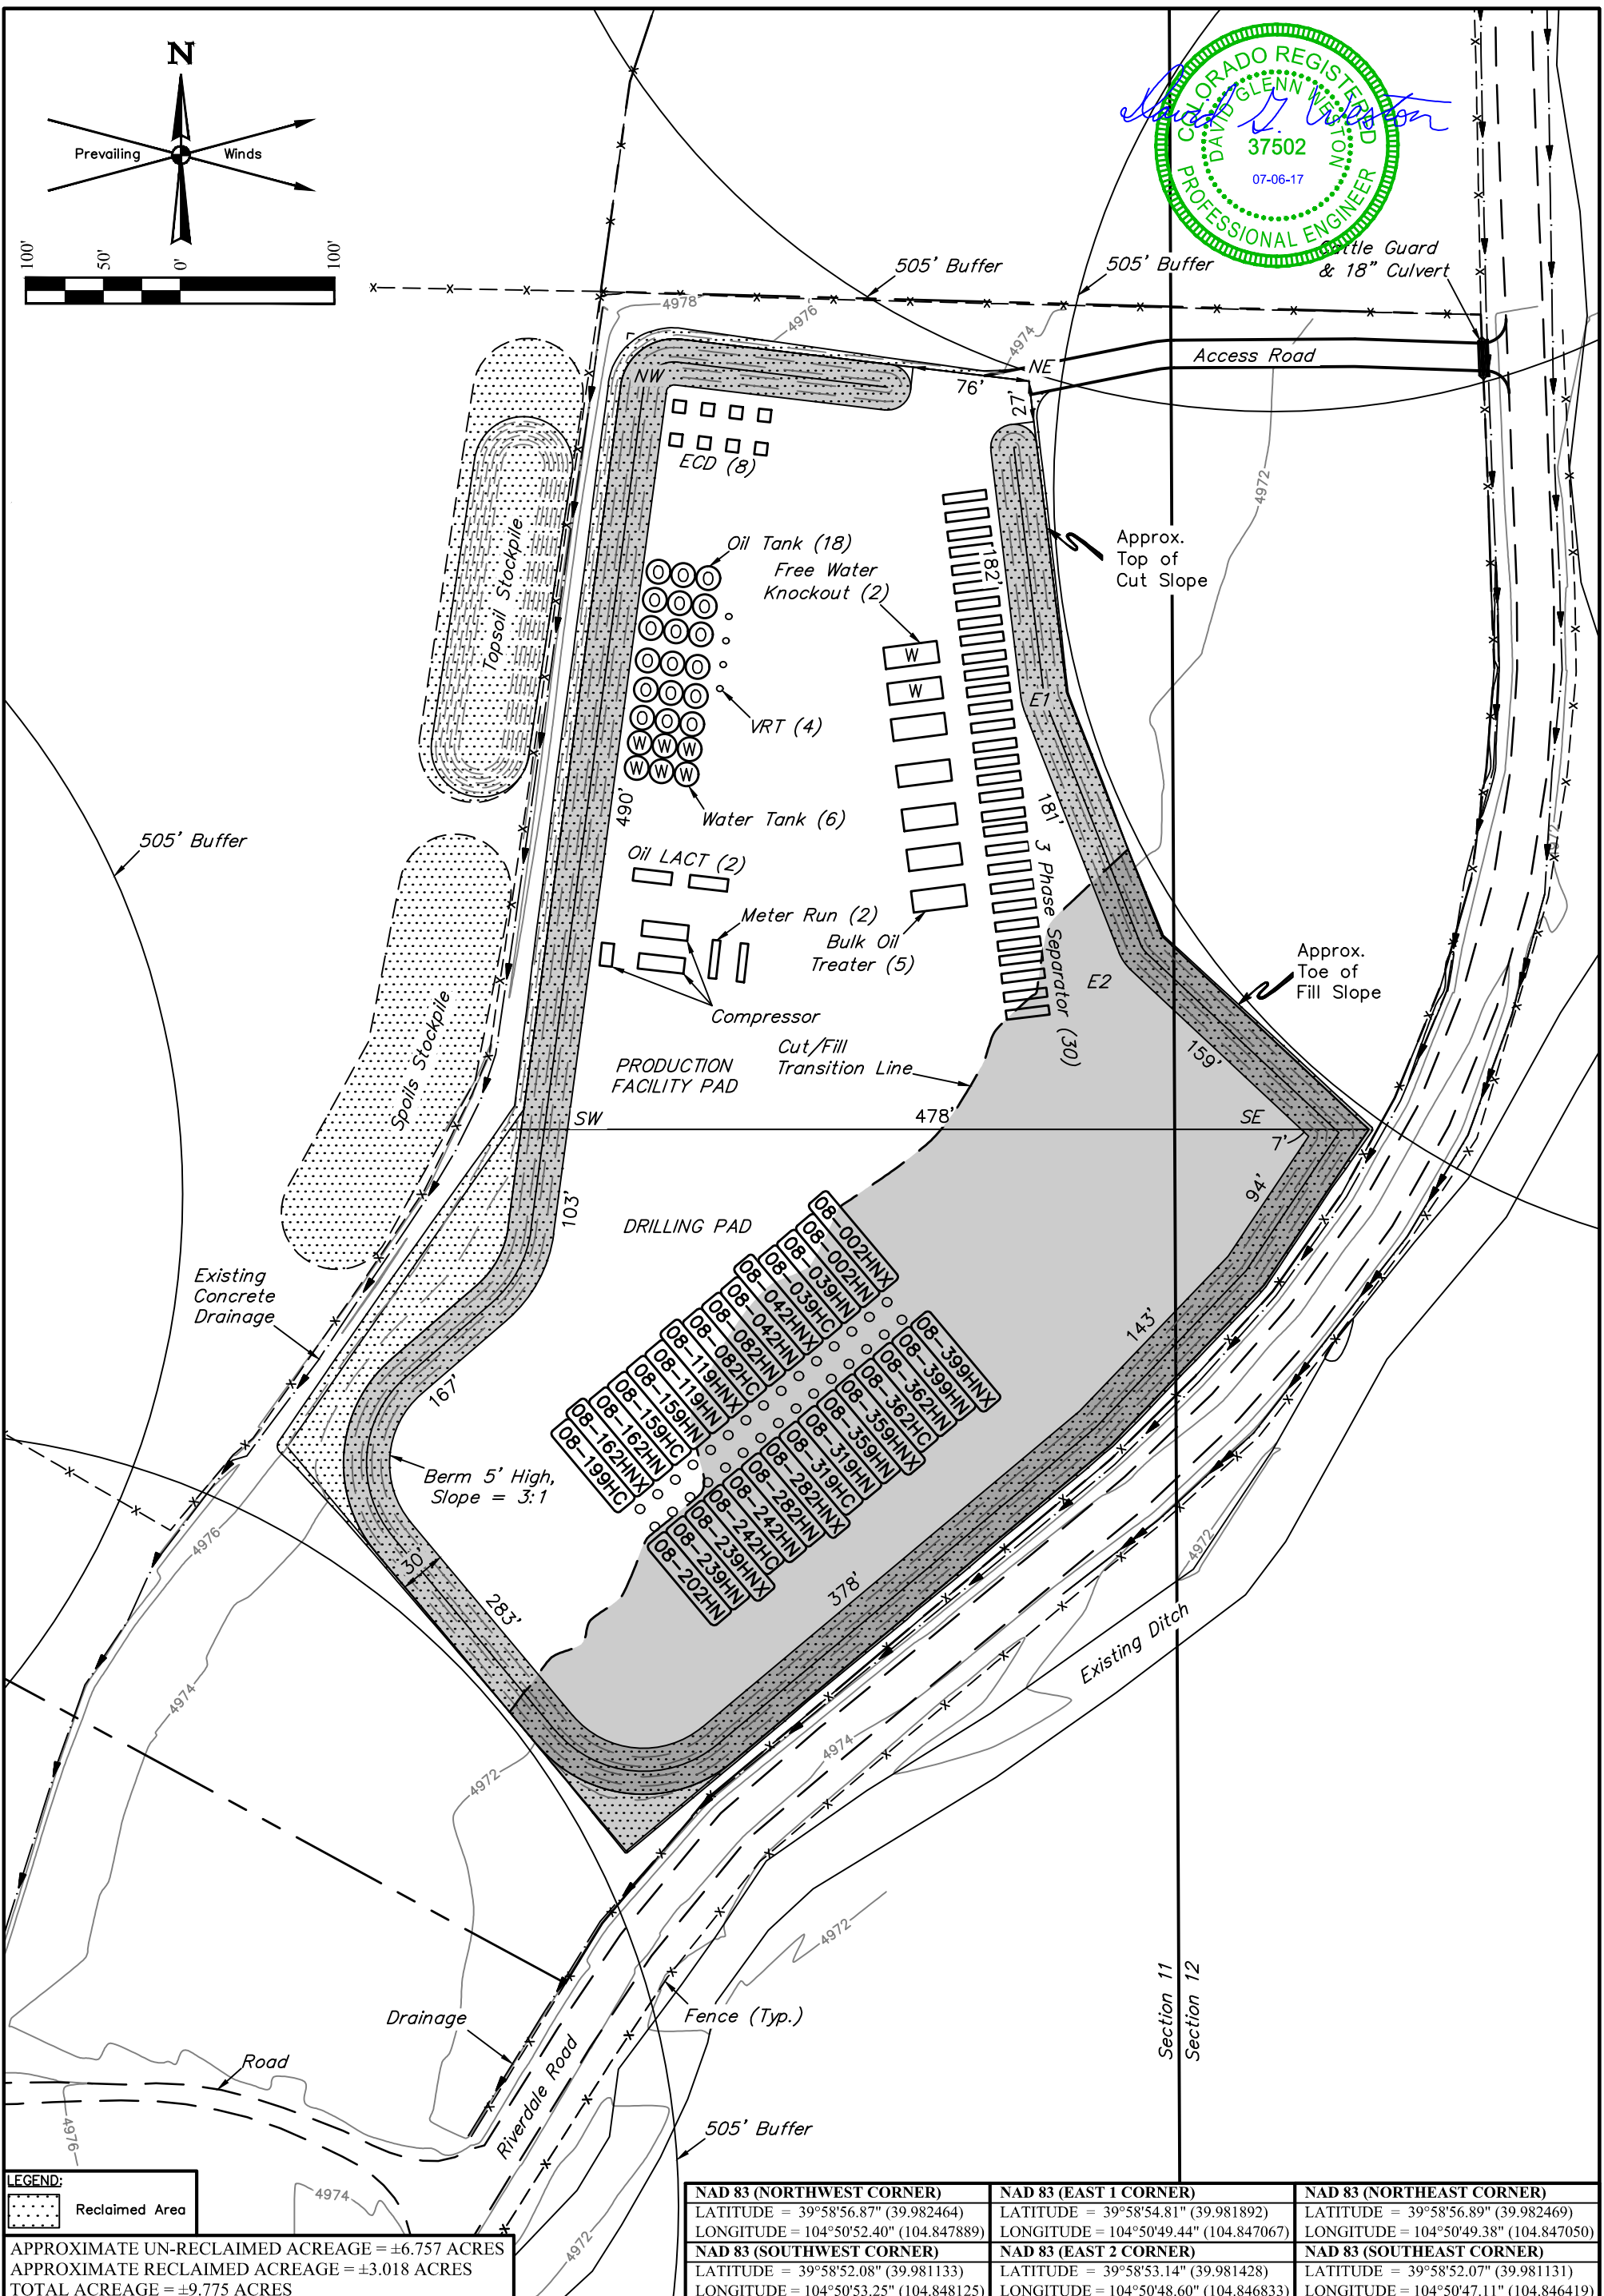 N
Prevailing
Winds
100'
50'
0'
100'
COLORADO REGISTERED
DAVID GLENN WESTON
37502
07-06-17
PROFESSIONAL ENGINEER
David G. Weston
505' Buffer
505' Buffer
Cattle Guard
& 18" Culvert
4978
4976
4974
NE
Access Road
NW
76'
27'
ECD (8)
4972
Topsoil Stockpile
Oil Tank (18)
Free Water
Knockout (2)
182'
Approx.
Top of
Cut Slope
O O O
O O O
O O O
O O O
O O O
O O O
W W W
W W W
W
W
E1
VRT (4)
490'
Water Tank (6)
181'
505' Buffer
Oil LACT (2)
3 Phase Separator (30)
Meter Run (2)
Bulk Oil
Treater (5)
E2
Approx.
Toe of
Fill Slope
Compressor
Spoils Stockpile
PRODUCTION
FACILITY PAD
Cut/Fill
Transition Line
159'
SW
478'
SE
7'
94'
103'
DRILLING PAD
Existing
Concrete
Drainage
143'
167'
08-002HNX
08-002HN
08-039HN
08-039HC
08-042HNX
08-042HN
08-082HN
08-082HC
08-119HNX
08-119HN
08-159HN
08-159HC
08-162HN
08-162HNX
08-199HC
08-399HNX
08-399HN
08-362HN
08-362HC
08-359HNX
08-359HN
08-319HN
08-319HC
08-282HNX
08-282HN
08-242HN
08-242HC
08-239HNX
08-239HN
08-202HN
Berm 5' High,
Slope = 3:1
30'
283'
378'
4976
4974
4972
4972
4972
Existing Ditch
4974
4972
Section 11
Section 12
Drainage
Fence (Typ.)
Road
Riverdale Road
505' Buffer
4976
4974
4972
LEGEND:
Reclaimed Area
APPROXIMATE UN-RECLAIMED ACREAGE = ±6.757 ACRES
APPROXIMATE RECLAIMED ACREAGE = ±3.018 ACRES
TOTAL ACREAGE = ±9.775 ACRES
NAD 83 (NORTHWEST CORNER)
LATITUDE = 39°58'56.87" (39.982464)
LONGITUDE = 104°50'52.40" (104.847889)
NAD 83 (EAST 1 CORNER)
LATITUDE = 39°58'54.81" (39.981892)
LONGITUDE = 104°50'49.44" (104.847067)
NAD 83 (NORTHEAST CORNER)
LATITUDE = 39°58'56.89" (39.982469)
LONGITUDE = 104°50'49.38" (104.847050)
NAD 83 (SOUTHWEST CORNER)
LATITUDE = 39°58'52.08" (39.981133)
LONGITUDE = 104°50'53.25" (104.848125)
NAD 83 (EAST 2 CORNER)
LATITUDE = 39°58'53.14" (39.981428)
LONGITUDE = 104°50'48.60" (104.846833)
NAD 83 (SOUTHEAST CORNER)
LATITUDE = 39°58'52.07" (39.981131)
LONGITUDE = 104°50'47.11" (104.846419)